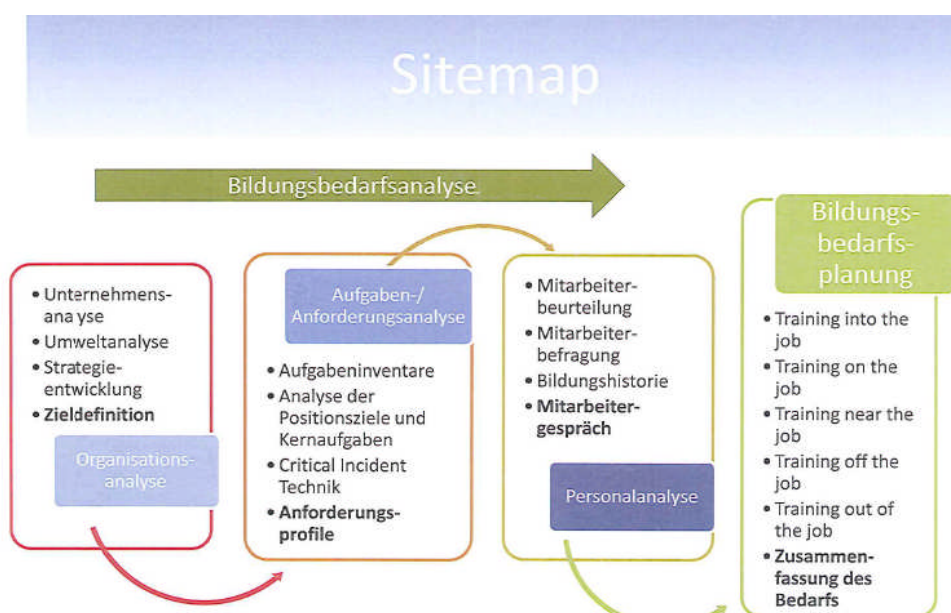 Sitemap
Bildungsbedarfsanalyse
• Unternehmens-
ana yse
• Umweltanalyse
• Strategie-
entwicklung
• Zieldefinition
Organisations-
analyse
Aufgaben-/
Anforderungsanalyse
• Aufgabeninventare
• Analyse der
Positionsziele und
Kernaufgaben
• Critical Incident
Technik
• Anforderungs-
profile
• Mitarbeiter-
beurteilung
• Mitarbeiter-
befragung
• Bildungshistorie
• Mitarbeiter-
gespräch
Personalanalyse
Bildungs-
bedarfs-
planung
• Training into the
job
• Training on the
job
• Training near the
job
• Training off the
job
• Training out of
the job
• Zusammen-
fassung des
Bedarfs